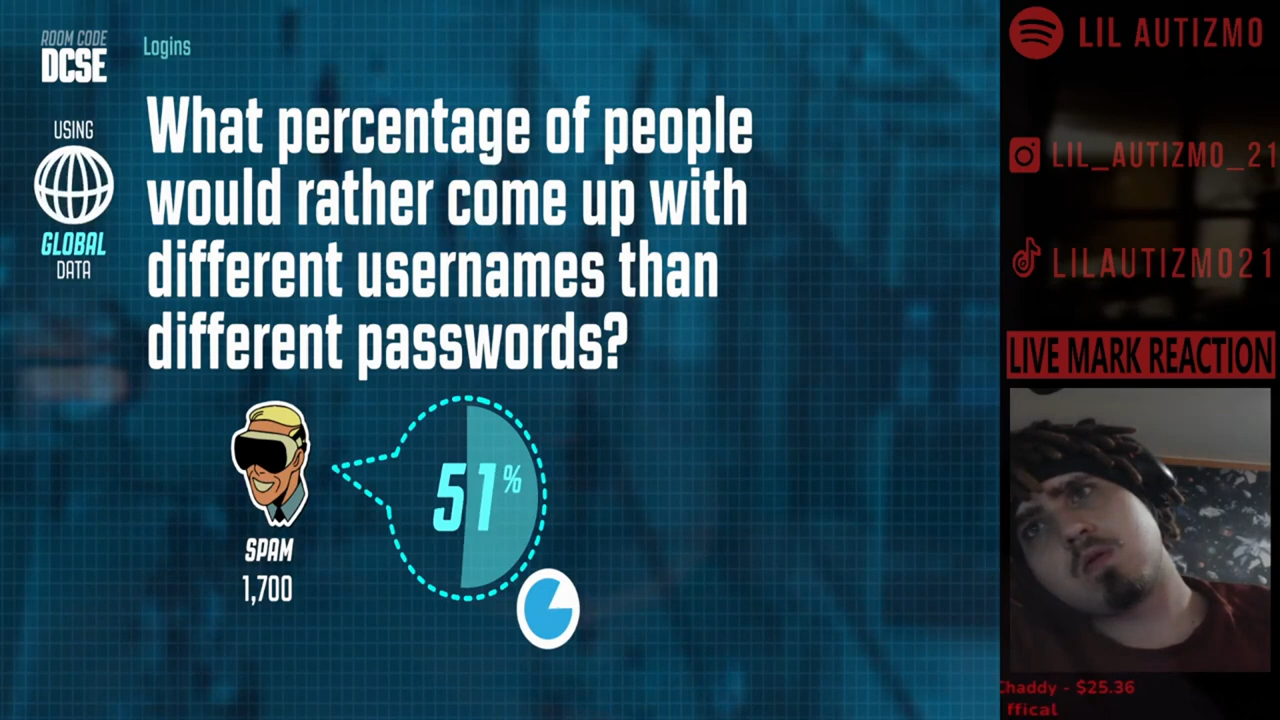 ROOM CODE
DCSE
Logins
USING
GLOBAL
DATA
What percentage of people
would rather come up with
different usernames than
different passwords?
51%
SPAM
1,700
LIL AUTIZMO
LIL_AUTIZMO_21
LILAUTIZMO21
LIVE MARK REACTION
Chaddy - $25.36
ffical